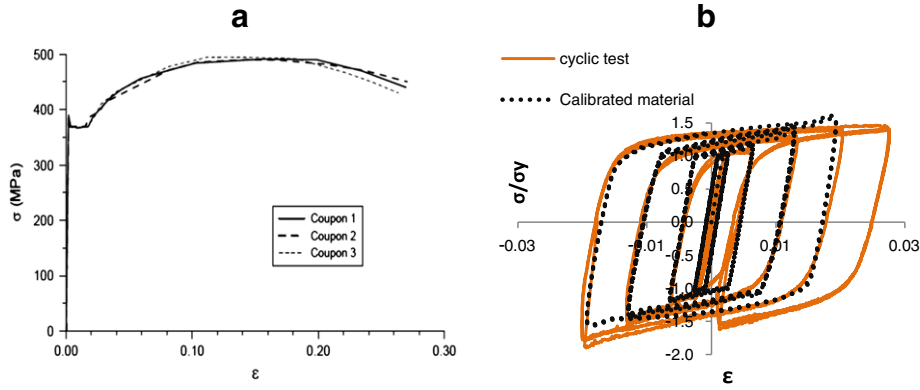 a
500
400
300
200
100
0
σ (MPa)
0.00
0.10
0.20
0.30
ε
Coupon 1
Coupon 2
Coupon 3
b
cyclic test
Calibrated material
1.5
1.0
0.5
0.0
-0.5
-1.0
-1.5
-2.0
σ/σy
-0.03
-0.01
0.01
0.03
ε